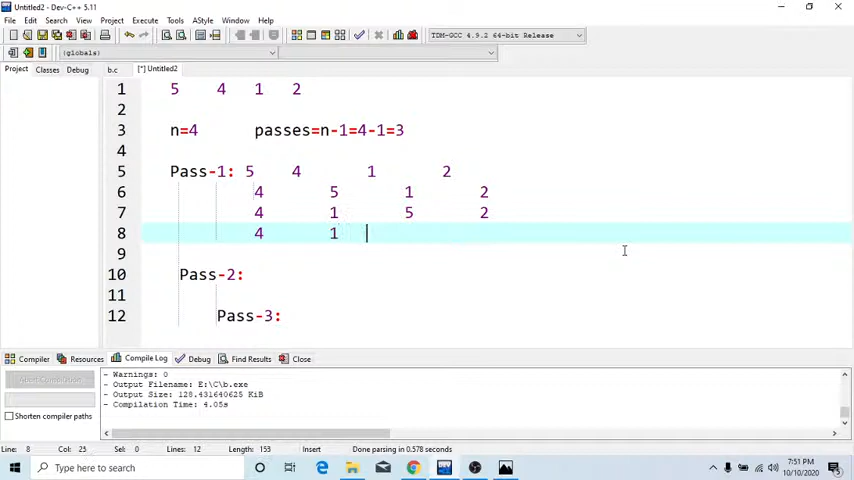 Untitled2 - Dev-C++ 5.11
File Edit Search View Project Execute Tools AStyle Window Help
TDM-GCC 4.9.2 64-bit Release
(globals)
Project Classes Debug b.c [*] Untitled2
1 5 4 1 2
2
3 n=4 passes=n-1=4-1=3
4
5 Pass-1: 5 4 1 2
6 4 5 1 2
7 4 1 5 2
8 4 1
9
10 Pass-2:
11
12 Pass-3:
Compiler Resources Compile Log Debug Find Results Close
Abort Compilation
Shorten compiler paths
- Warnings: 0
- Output Filename: E:\C\b.exe
- Output Size: 128.431640625 KiB
- Compilation Time: 4.05s
Line: 8 Col: 25 Sel: 0 Lines: 12 Length: 153 Insert Done parsing in 0.578 seconds
Type here to search
7:51 PM
10/10/2020